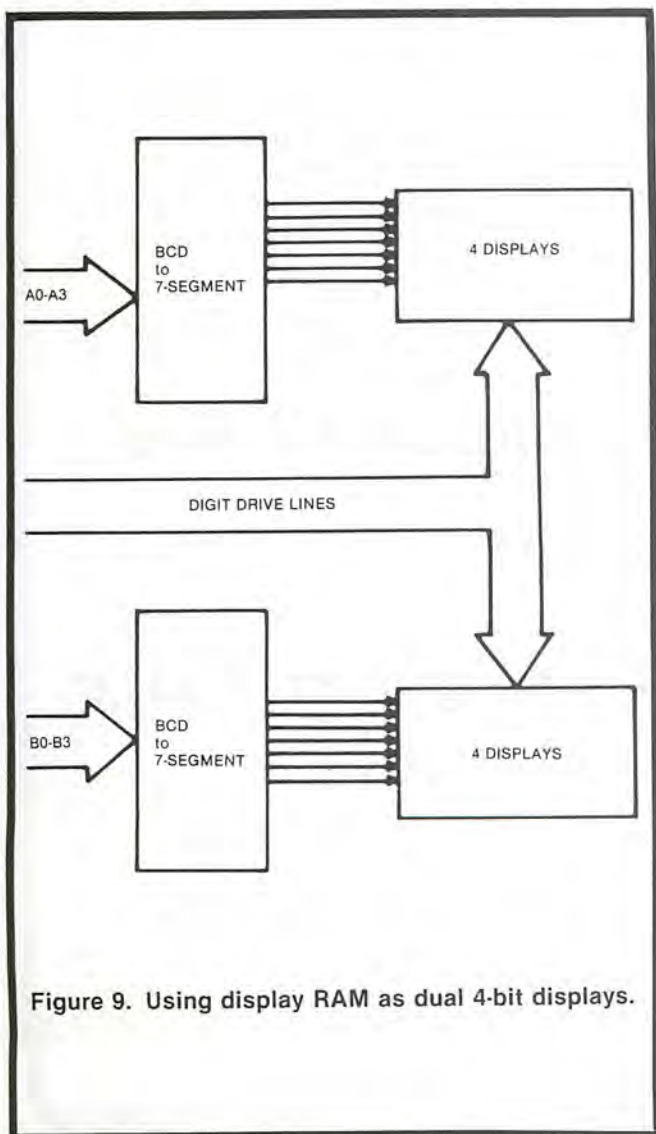 BCD
to
7-SEGMENT
4 DISPLAYS
A0-A3
DIGIT DRIVE LINES
BCD
to
7-SEGMENT
4 DISPLAYS
B0-B3
Figure 9. Using display RAM as dual 4-bit displays.